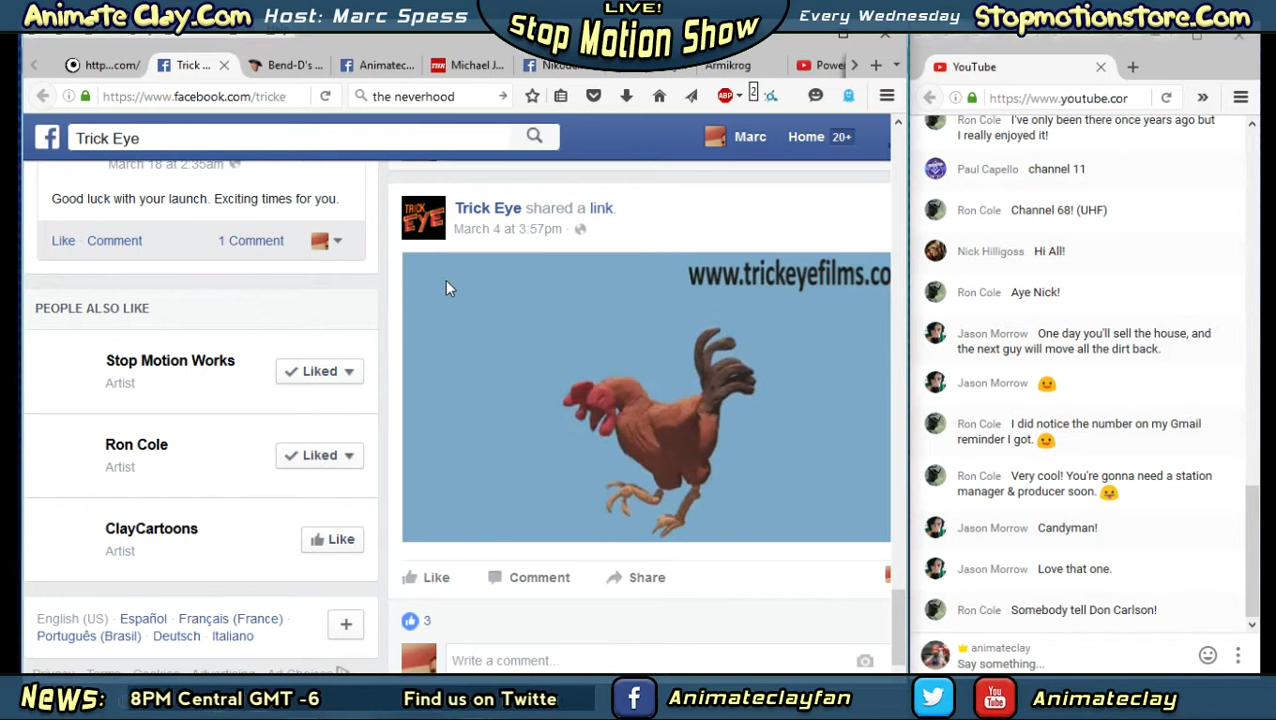 Animate Clay.Com
Host: Marc Spess
LIVE!
Stop Motion Show
Every Wednesday
Stopmotionstore.Com
http...com/
Trick ...
Bend-D's ...
Animatec...
Michael J...
Nikode
Armikrog
Powe
https://www.facebook.com/tricke
the neverhood
ABP
2
Trick Eye
Marc
Home 20+
March 18 at 2:35am
Good luck with your launch. Exciting times for you.
Like Comment
1 Comment
PEOPLE ALSO LIKE
Stop Motion Works
Artist
Liked
Ron Cole
Artist
Liked
ClayCartoons
Artist
Like
English (US) · Español · Français (France) ·
Português (Brasil) · Deutsch · Italiano
TRICK
EYE
Trick Eye shared a link.
March 4 at 3:57pm
www.trickeyefilms.co
Like Comment Share
3
Write a comment...
YouTube
https://www.youtube.cor
Ron Cole I've only been there once years ago but
I really enjoyed it!
Paul Capello channel 11
Ron Cole Channel 68! (UHF)
Nick Hilligoss Hi All!
Ron Cole Aye Nick!
Jason Morrow One day you'll sell the house, and
the next guy will move all the dirt back.
Jason Morrow
Ron Cole I did notice the number on my Gmail
reminder I got.
Ron Cole Very cool! You're gonna need a station
manager & producer soon.
Jason Morrow Candyman!
Jason Morrow Love that one.
Ron Cole Somebody tell Don Carlson!
animateclay
Say something...
News:
8PM Central GMT -6
Find us on Twitte
Animateclayfan
You
Tube
Animateclay